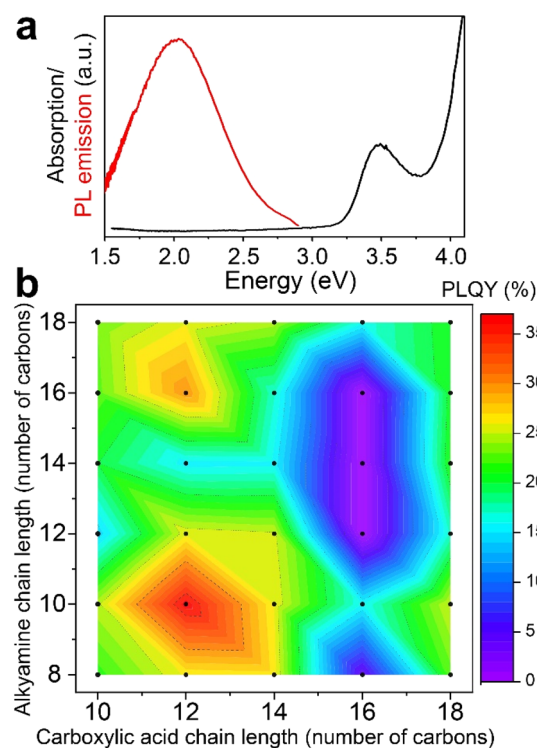 a
Absorption/
PL emission (a.u.)
1.5 2.0 2.5 3.0 3.5 4.0
Energy (eV)
b
PLQY (%)
Alkyamine chain length (number of carbons)
18
16
14
12
10
8
10 12 14 16 18
Carboxylic acid chain length (number of carbons)
35
30
25
20
15
10
5
0